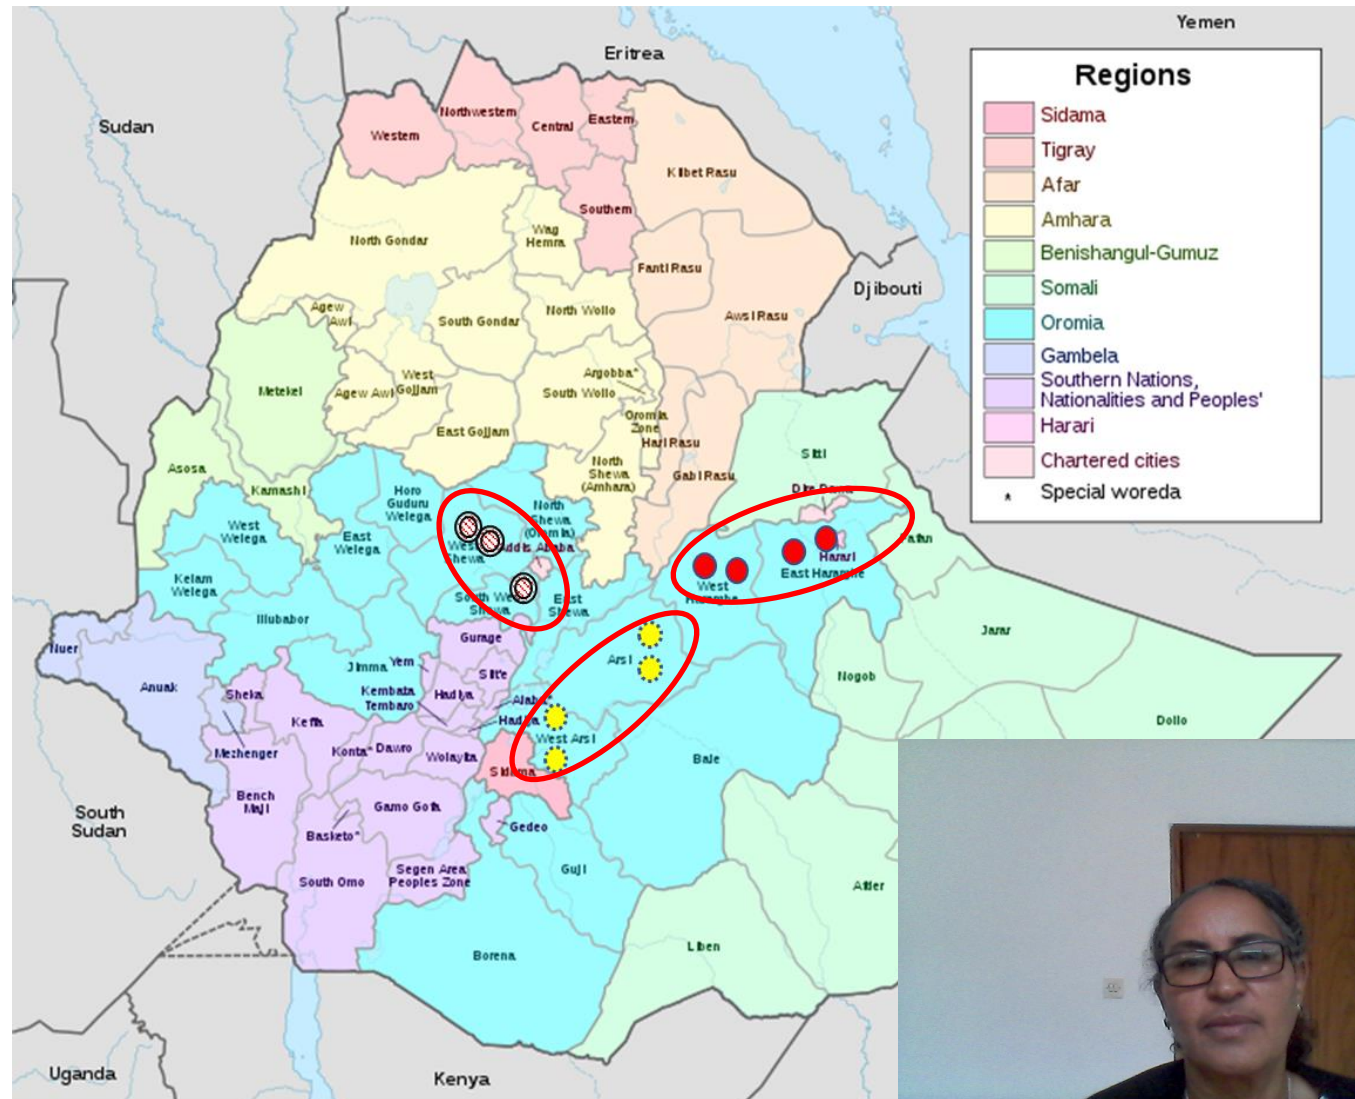 Yemen
Eritrea
Sudan
Djibouti
South
Sudan
Uganda
Kenya
Regions
Sidama
Tigray
Afar
Amhara
Benishangul-Gumuz
Somali
Oromia
Gambela
Southern Nations,
Nationalities and Peoples'
Harari
Chartered cities
* Special woreda
Western
Northwestern
Central
Eastern
Southern
Kilbet Rasu
North Gondar
Wag
Hemra
Fanti Rasu
Awsi Rasu
Agew
Awi
South Gondar
North Wollo
Metekel
Agew Awi
West
Gojjam
Argobba*
South Wollo
Oromia
Zone
East Gojjam
Hari Rasu
Gabi Rasu
North
Shewa
(Amhara)
Asosa
Kamashi
Sitti
Horo
Guduru
Welega
North
Shewa
(Oromia)
West
Welega
East
Welega
Addis Ababa
Harari
East Hararghe
West
Kelam
Welega
South West
Shewa
East
Shewa
Illubabor
Jarar
Nuer
Gurage
Arsi
Nogob
Anuak
Jimma
Yem
Silt'e
Sheka
Kembata
Tembaro
Hadiya
Alaba*
Hadiya
Keffa
Dollo
Mezhenger
Konta*
Dawro
Wolayita
West Arsi
Bale
Bench
Maji
Gamo Gofa
Basketo*
Gedeo
South Omo
Segen Area
Peoples Zone
Guji
Afder
Liben
Borena